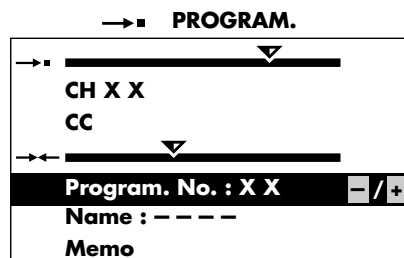 PROGRAM.
CH X X
CC
Program. No. : X X − / +
Name : − − − −
Memo